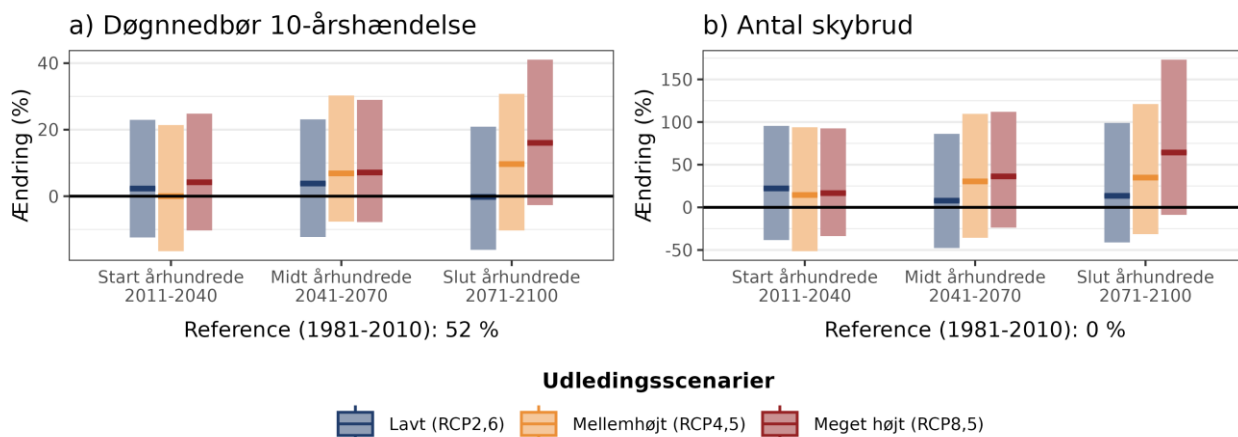 a) Døgnnedbør 10-årshændelse
Ændring (%)
40
20
0
Start århundrede
2011-2040
Midt århundrede
2041-2070
Slut århundrede
2071-2100
Reference (1981-2010): 52 %
b) Antal skybrud
Ændring (%)
150
100
50
0
-50
Start århundrede
2011-2040
Midt århundrede
2041-2070
Slut århundrede
2071-2100
Reference (1981-2010): 0 %
Udledingsscenarier
Lavt (RCP2,6)
Mellemhøjt (RCP4,5)
Meget højt (RCP8,5)